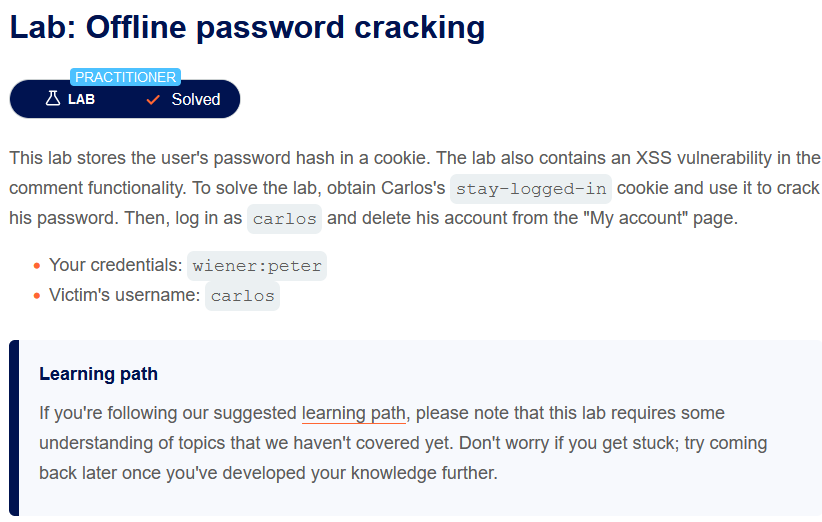 Lab: Offline password cracking
PRACTITIONER
LAB
Solved
This lab stores the user's password hash in a cookie. The lab also contains an XSS vulnerability in the
comment functionality. To solve the lab, obtain Carlos's stay-logged-in cookie and use it to crack
his password. Then, log in as carlos and delete his account from the "My account" page.
• Your credentials: wiener:peter
• Victim's username: carlos
Learning path
If you're following our suggested learning path, please note that this lab requires some
understanding of topics that we haven't covered yet. Don't worry if you get stuck; try coming
back later once you've developed your knowledge further.